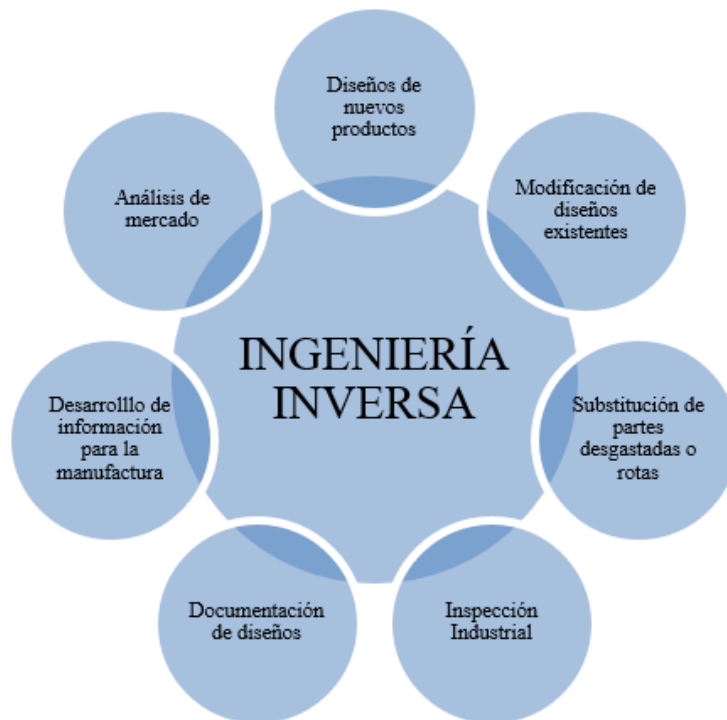 Diseños de
nuevos
productos
Modificación de
diseños
existentes
Substitución de
partes
desgastadas o
rotas
Inspección
Industrial
Documentación
de diseños
Desarrolllo de
información
para la
manufactura
Análisis de
mercado
INGENIERÍA
INVERSA